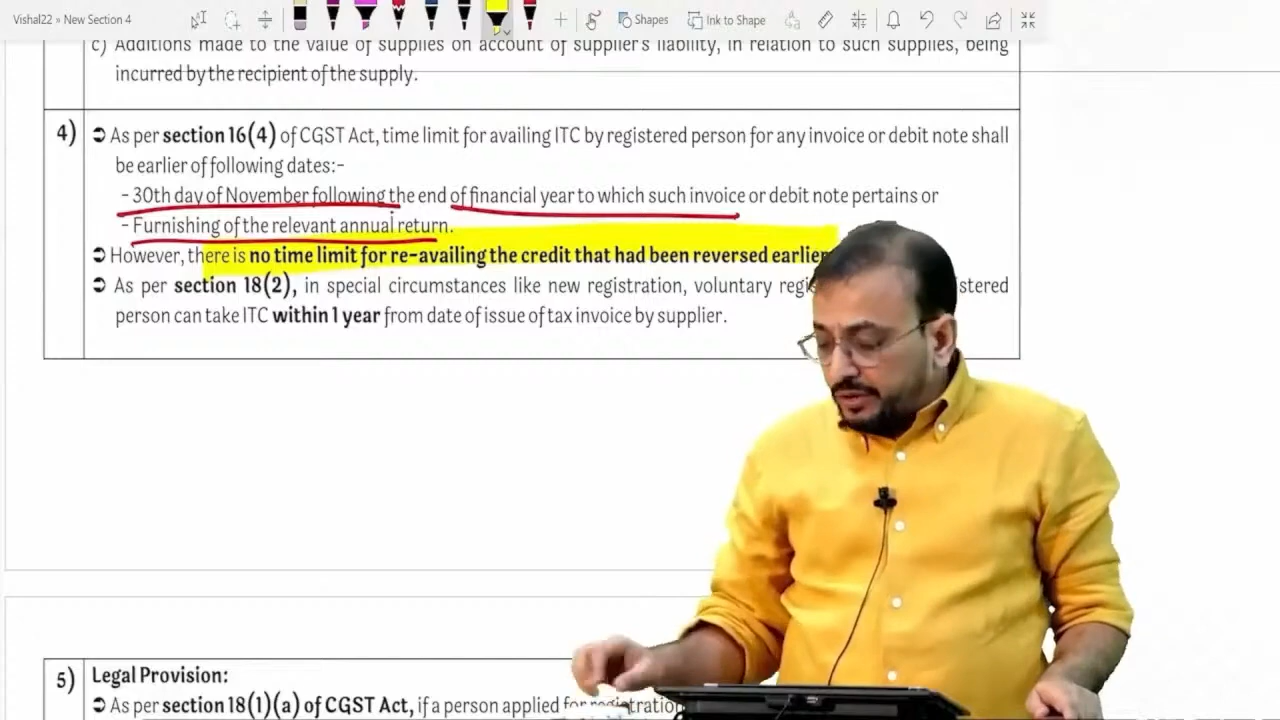 Vishal22 » New Section 4
Shapes
Ink to Shape
c) Additions made to the value of supplies on account of supplier's liability, in relation to such supplies, being
incurred by the recipient of the supply.
4) ➲ As per section 16(4) of CGST Act, time limit for availing ITC by registered person for any invoice or debit note shall
be earlier of following dates:-
- 30th day of November following the end of financial year to which such invoice or debit note pertains or
- Furnishing of the relevant annual return.
➲ However, there is no time limit for re-availing the credit that had been reversed earlier
➲ As per section 18(2), in special circumstances like new registration, voluntary
person can take ITC within 1 year from date of issue of tax invoice by supplier.
5) Legal Provision:
➲ As per section 18(1)(a) of CGST Act, if a person applied for registration